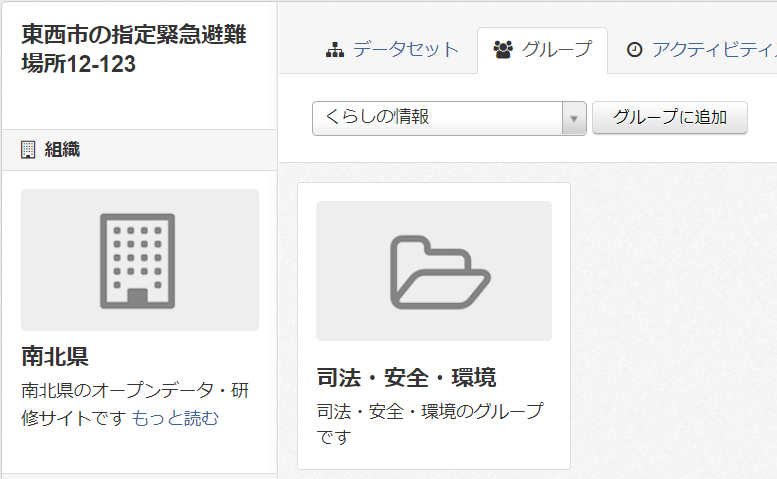 東西市の指定緊急避難
場所12-123
組織
南北県
南北県のオープンデータ・研
修サイトです もっと読む
データセット
グループ
アクティビティ
くらしの情報
グループに追加
司法・安全・環境
司法・安全・環境のグループ
です